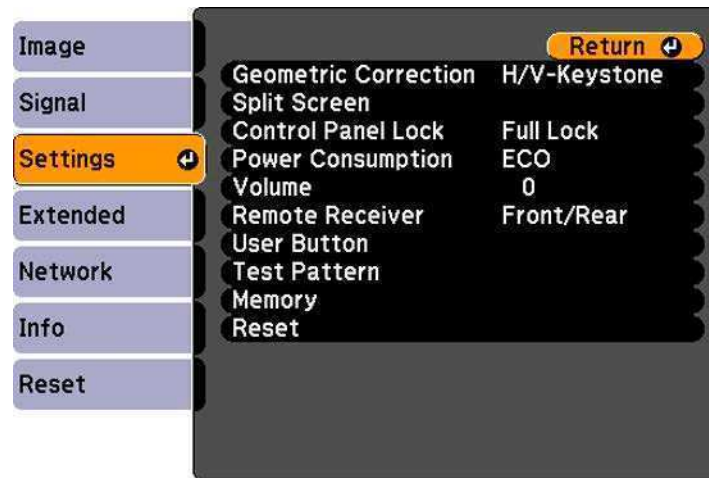 Image
Signal
Settings
Extended
Network
Info
Reset
Return
Geometric Correction H/V-Keystone
Split Screen
Control Panel Lock Full Lock
Power Consumption ECO
Volume 0
Remote Receiver Front/Rear
User Button
Test Pattern
Memory
Reset